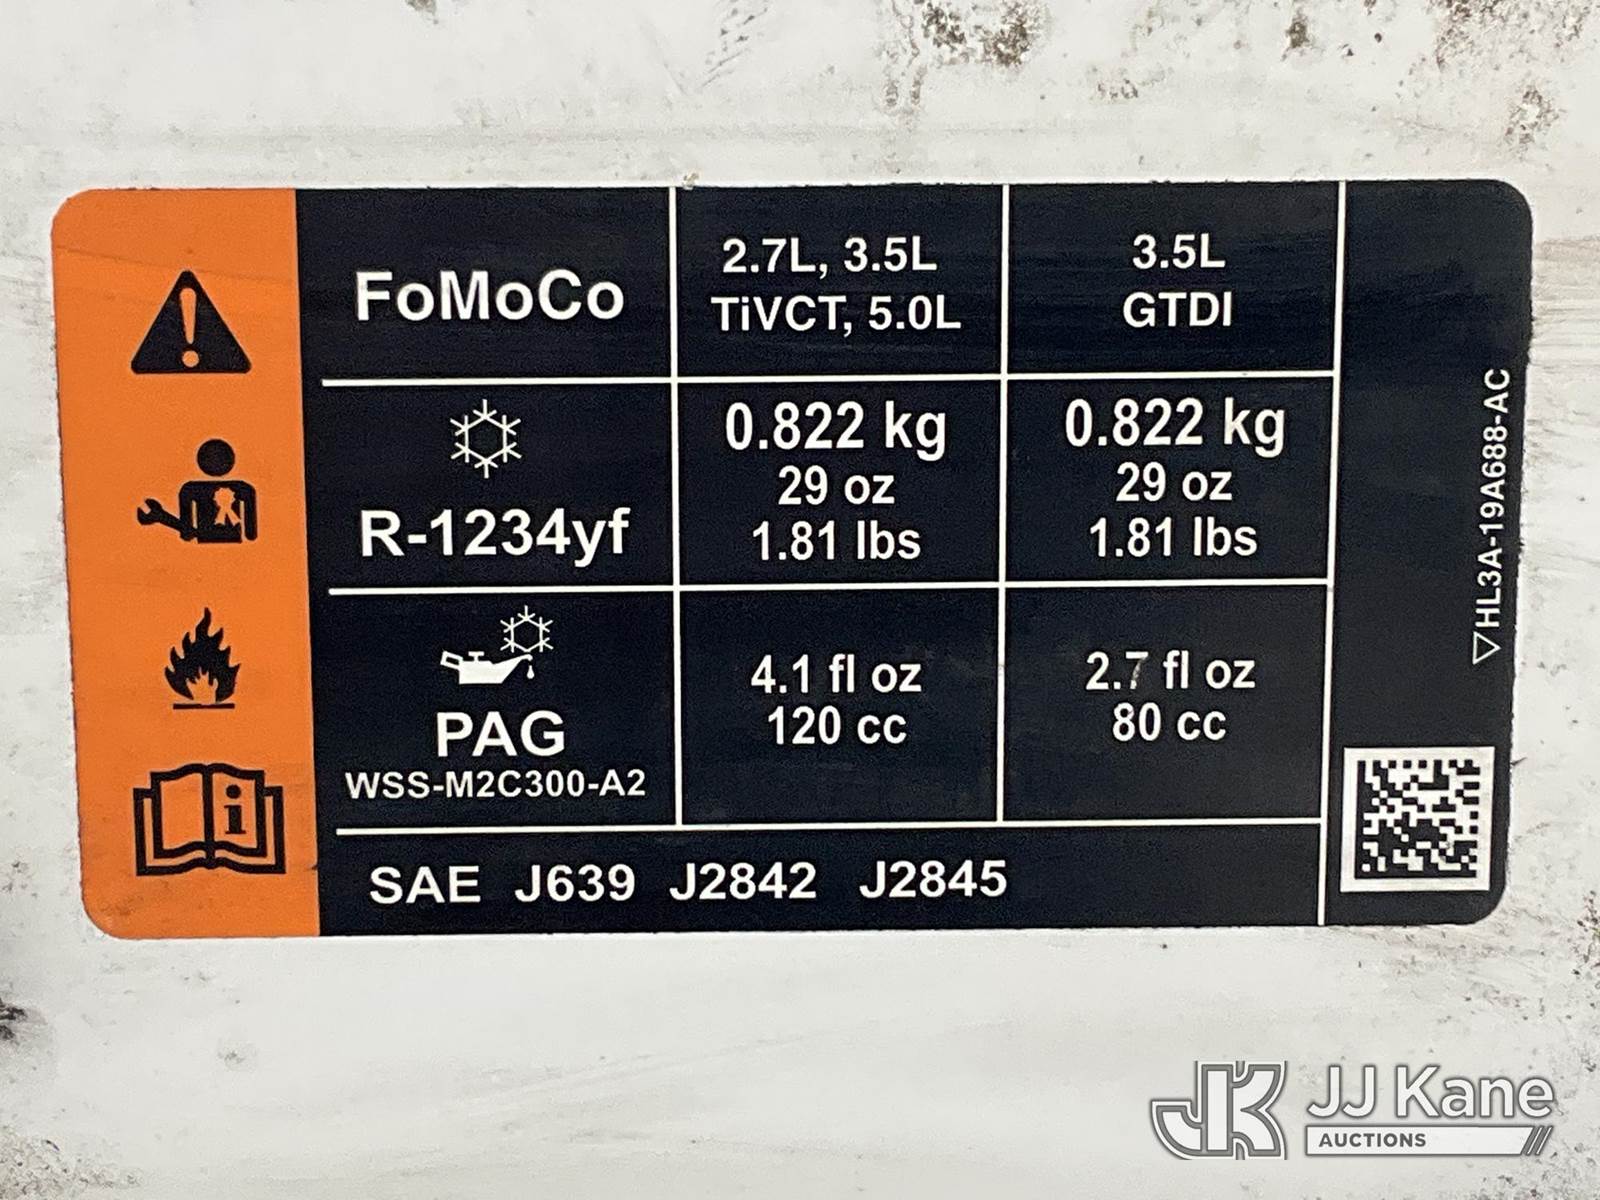 FoMoCo
2.7L, 3.5L
TiVCT, 5.0L
3.5L
GTDI
R-1234yf
0.822 kg
29 oz
1.81 lbs
0.822 kg
29 oz
1.81 lbs
PAG
WSS-M2C300-A2
4.1 fl oz
120 cc
2.7 fl oz
80 cc
SAE J639 J2842 J2845
HL3A-19A688-AC
JK JJ Kane
AUCTIONS